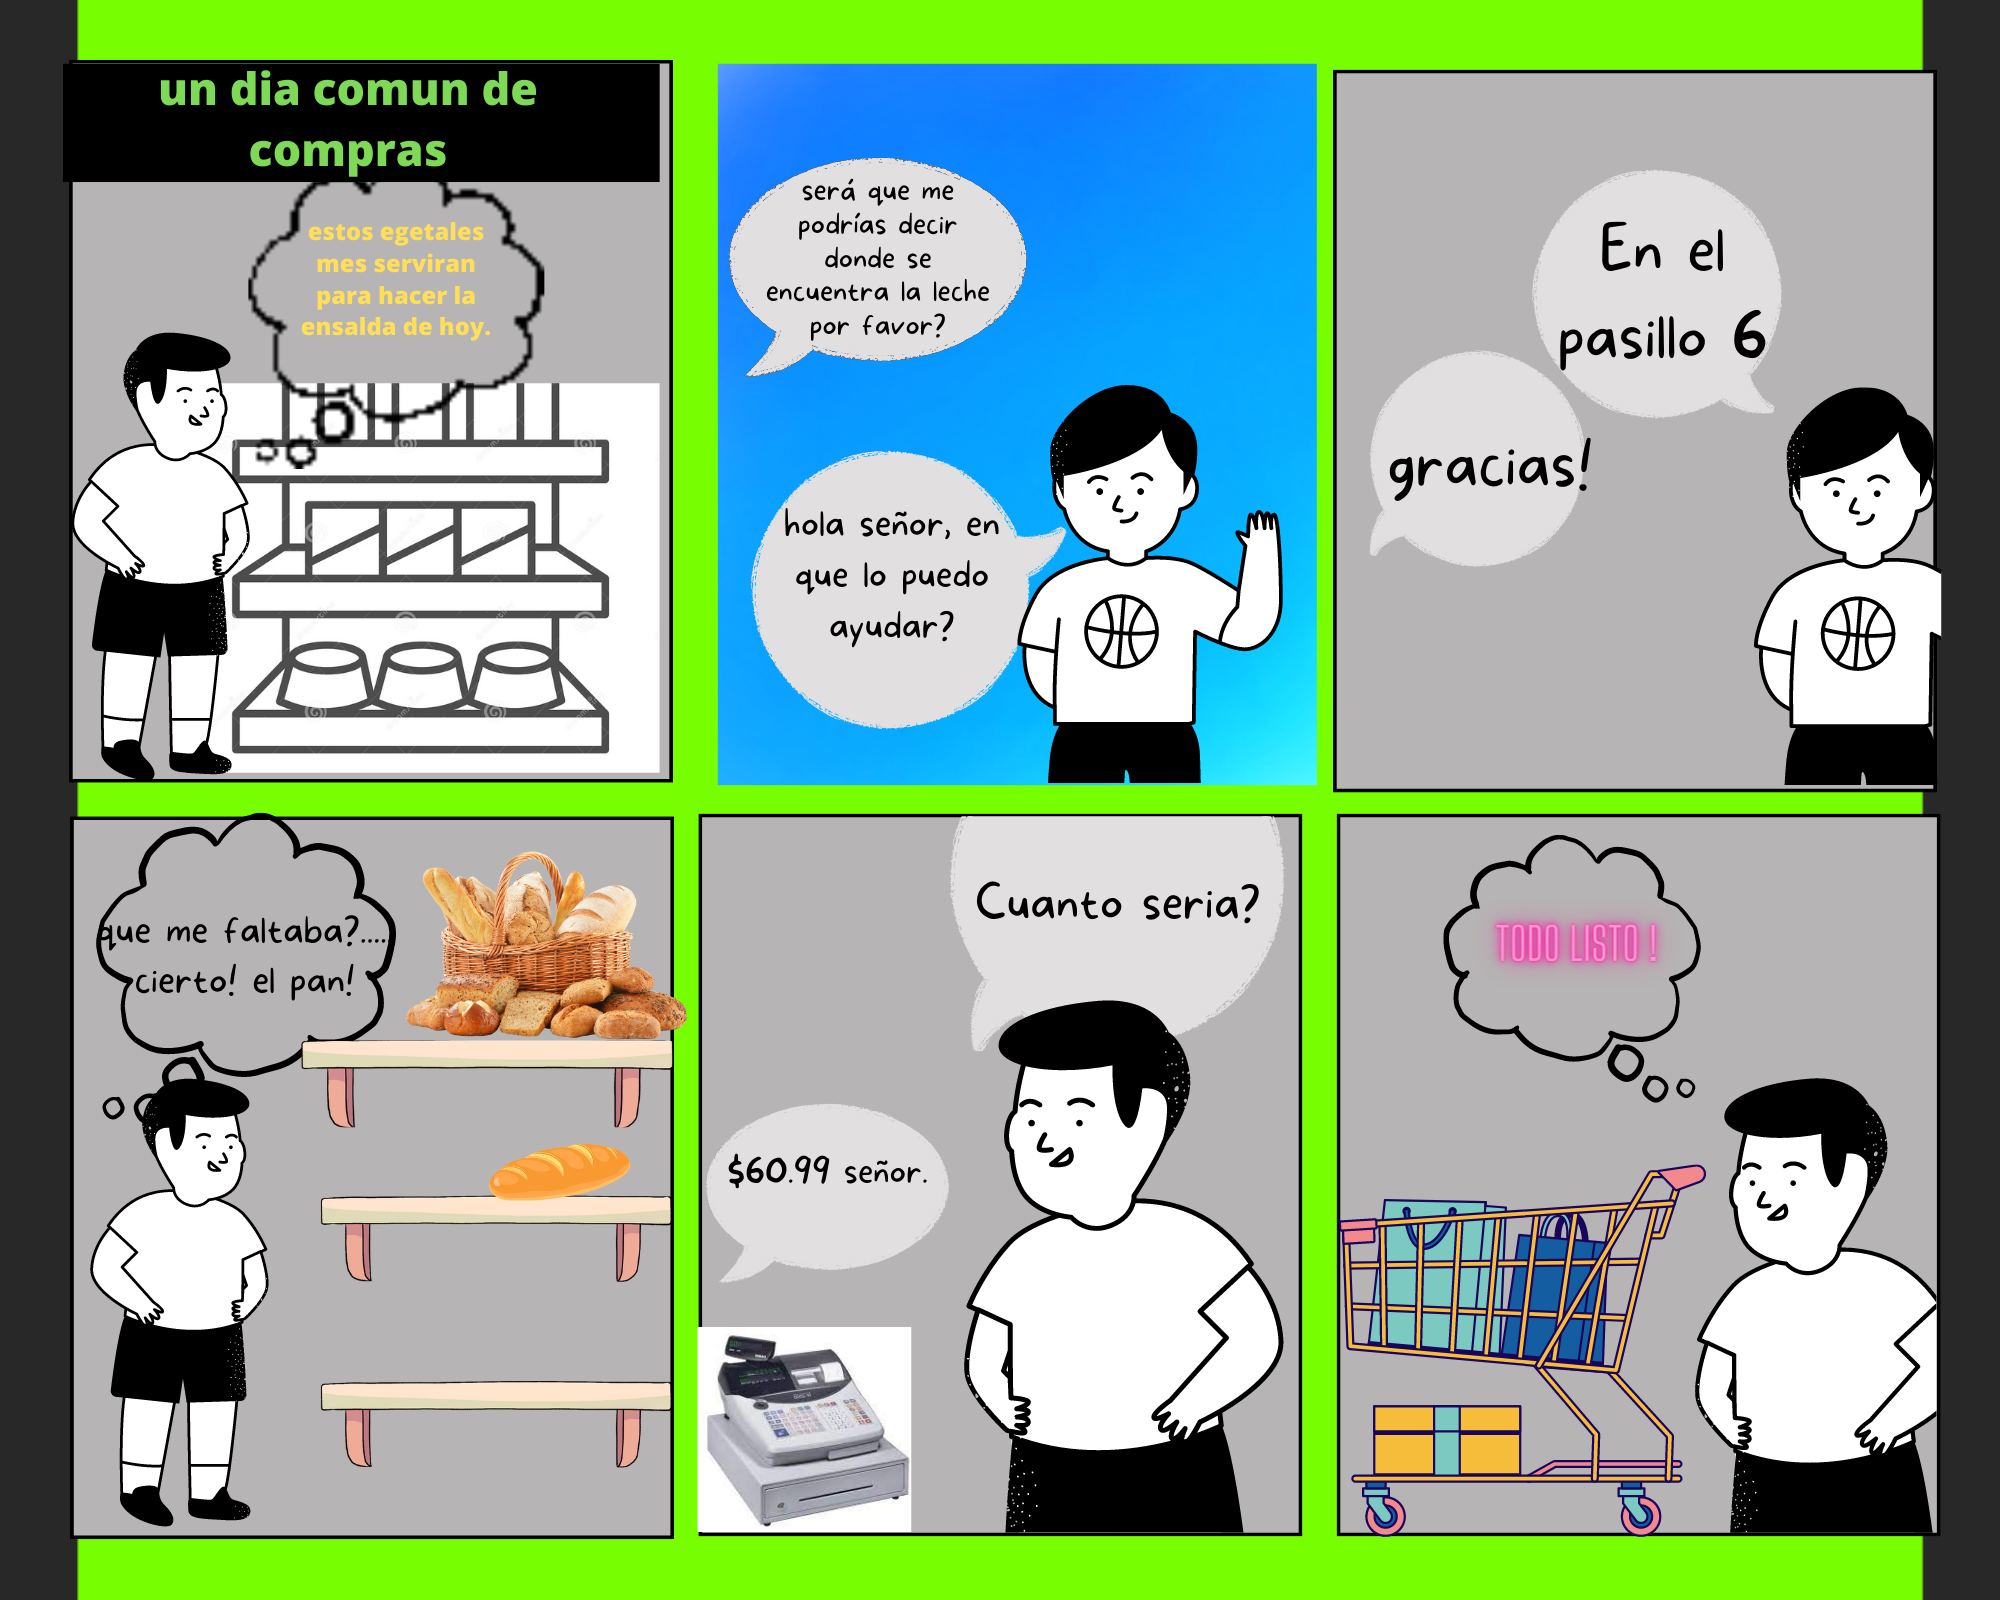 un dia comun de
compras
estos egetales
mes serviran
para hacer la
ensalda de hoy.
será que me
podrías decir
donde se
encuentra la leche
por favor?
hola señor, en
que lo puedo
ayudar?
En el
pasillo 6
gracias!
que me faltaba?....
cierto! el pan!
Cuanto seria?
$60.99 señor.
TODO LISTO !